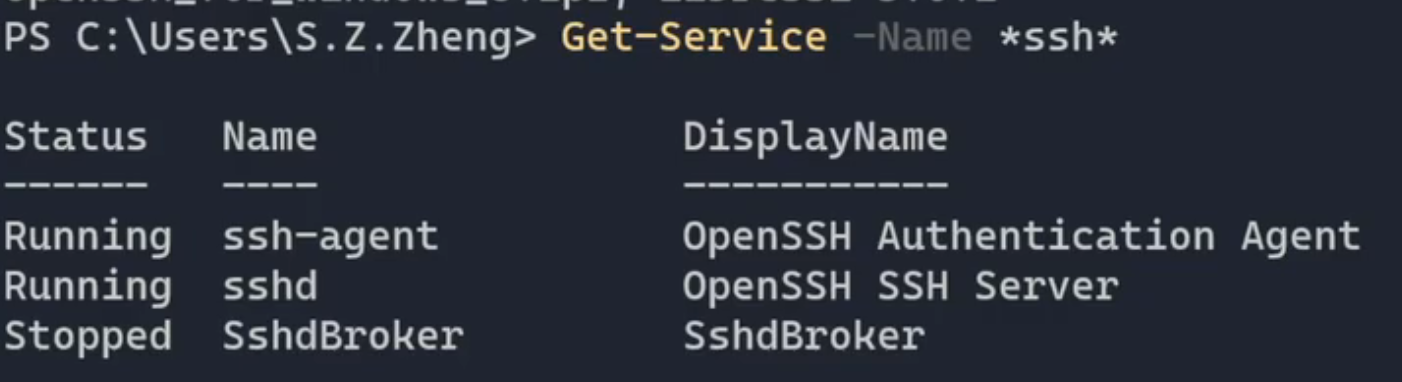 PS C:\Users\S.Z.Zheng> Get-Service -Name *ssh*
Status   Name               DisplayName
------   ----               -----------
Running  ssh-agent          OpenSSH Authentication Agent
Running  sshd               OpenSSH SSH Server
Stopped  SshdBroker         SshdBroker